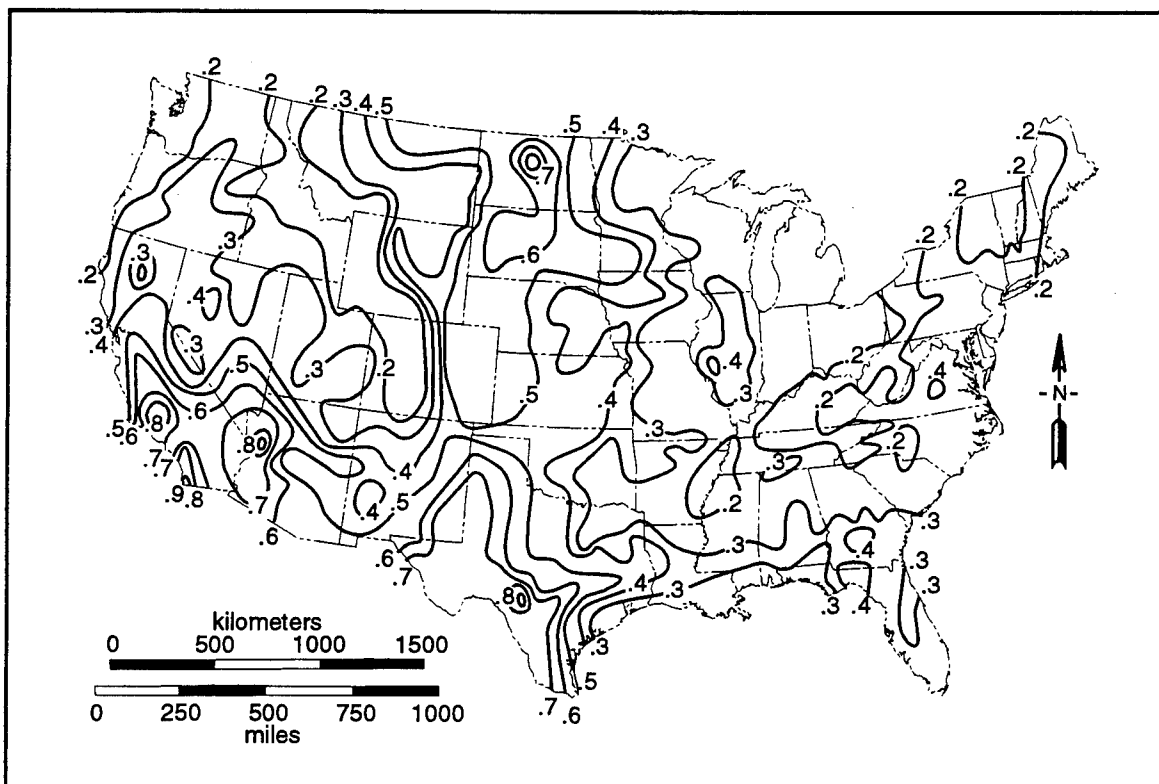 .2 .2 .2 .3 .4 .5 .5 .4 .3 .2
.2 .2
.7
.3 .2
.3 .6
.2 .4 .2
.3 .3
.4 .5 .3 .2 .4 .2 .4
.6 .5 .3
.5 .6 .8 .4 .2
.8 .3 .2
.7 .4 .3
.7 .5
.9 .8 .4 .2
.7 .3 .3
.6 .4
.6 .3
.7 .4 .3 .3
.8 .3 .4
kilometers
0 500 1000 1500
.3
.5
.7 .6
0 250 500 750 1000
miles
-N-